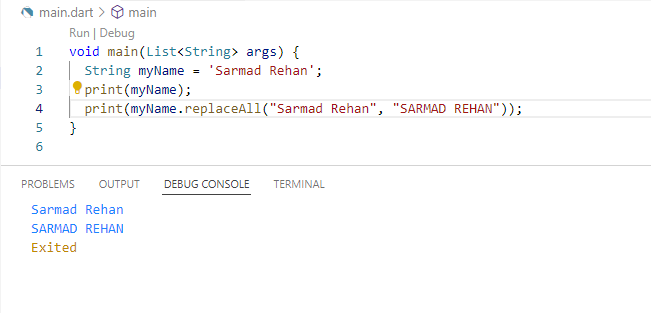 main.dart > main
Run | Debug
1 void main(List<String> args) {
2 String myName = 'Sarmad Rehan';
3 print(myName);
4 print(myName.replaceAll("Sarmad Rehan", "SARMAD REHAN"));
5 }
6
PROBLEMS OUTPUT DEBUG CONSOLE TERMINAL
Sarmad Rehan
SARMAD REHAN
Exited